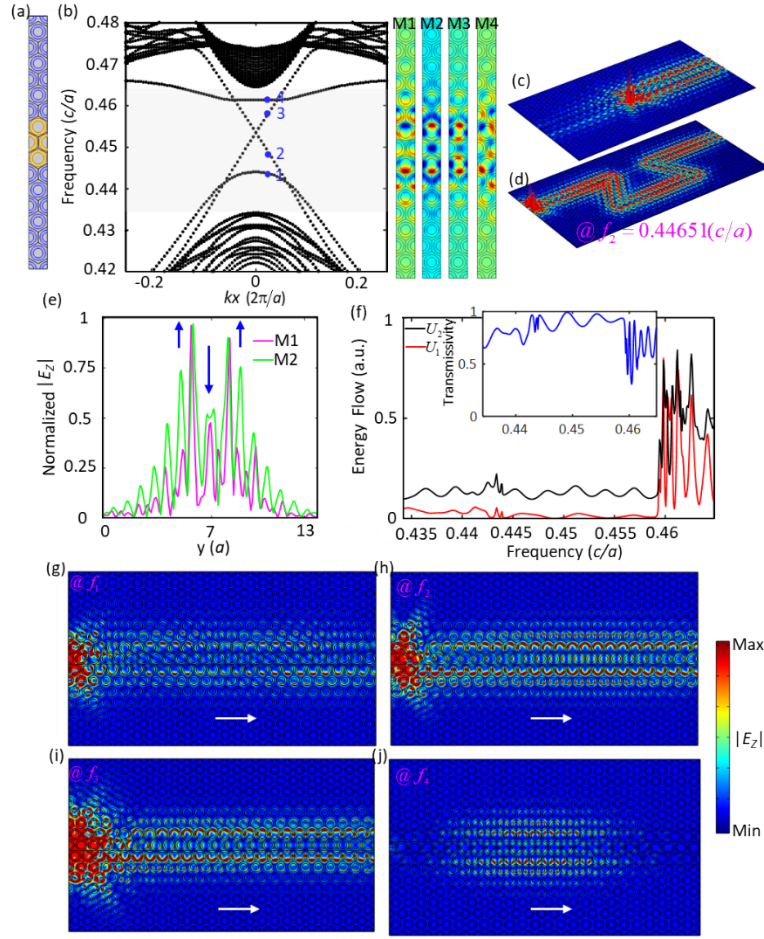 (a)
(b)
0.48
0.47
0.46
0.45
0.44
0.43
0.42
Frequency (c/a)
4
3
2
1
-0.2
0
0.2
kx (2π/a)
M1 M2 M3 M4
(c)
(d)
@ f2 = 0.44651(c/a)
(e)
1
0.75
0.5
0.25
0
Normalized |EZ|
M1
M2
0
7
13
y (a)
(f)
1
0.5
0
Energy Flow (a.u.)
U2
U1
1
0.5
0
Transmissivity
0.44
0.45
0.46
0.435
0.44
0.445
0.45
0.455
0.46
Frequency (c/a)
(g)
@ f1
(h)
@ f2
(i)
@ f3
(j)
@ f4
Max
|EZ|
Min